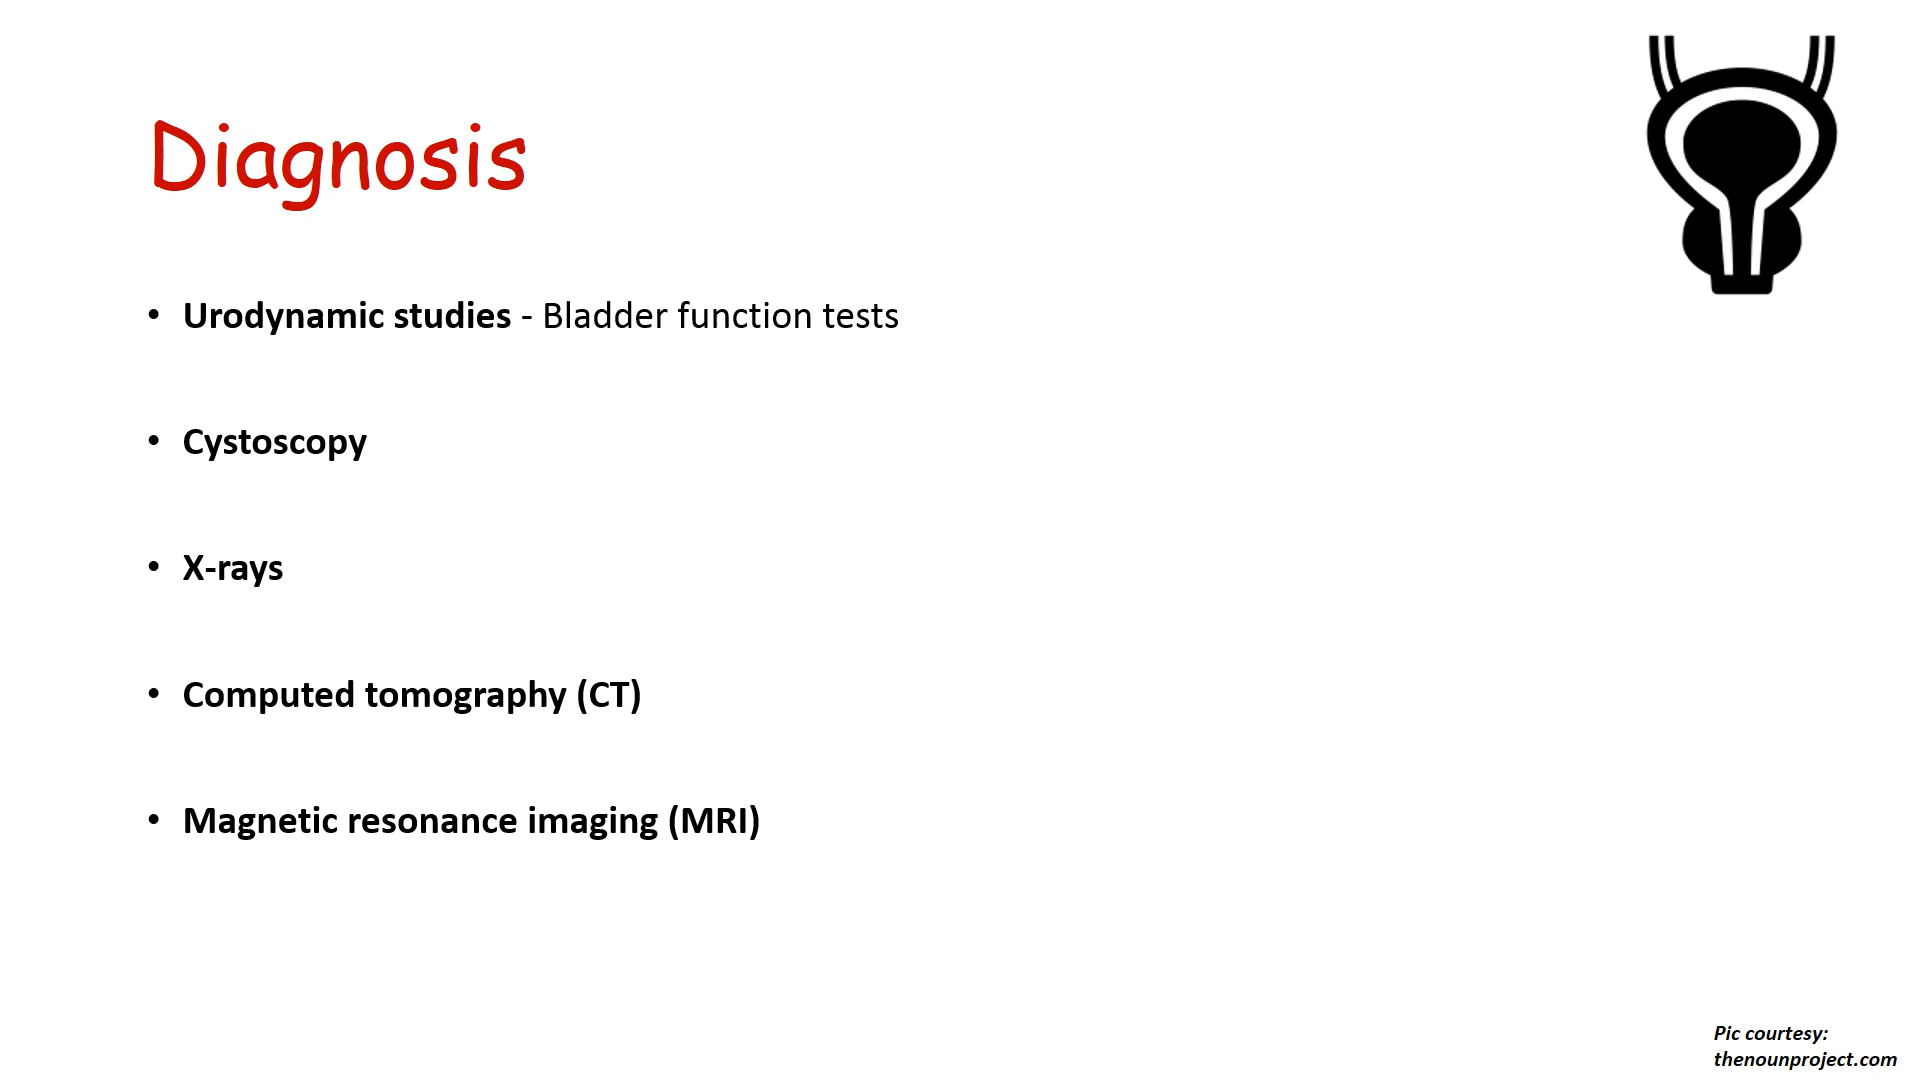 Diagnosis
• Urodynamic studies - Bladder function tests
• Cystoscopy
• X-rays
• Computed tomography (CT)
• Magnetic resonance imaging (MRI)
Pic courtesy:
thenounproject.com